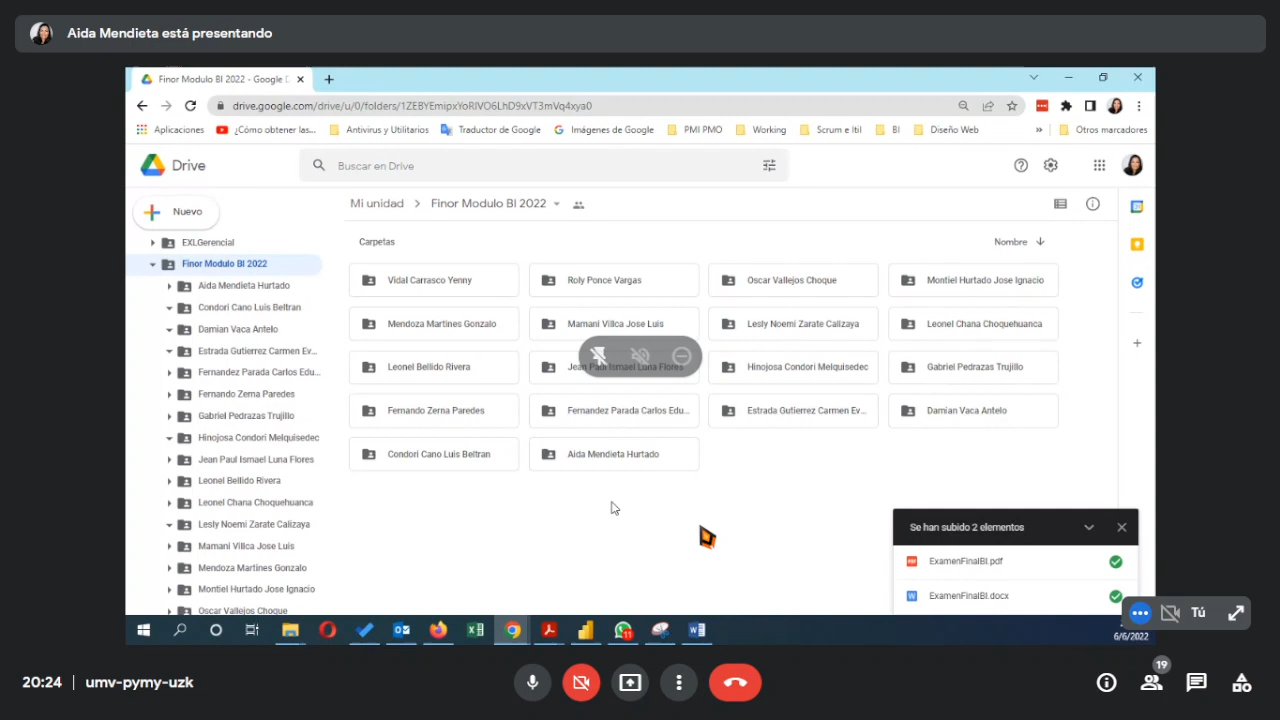 Aida Mendieta está presentando
Finor Modulo BI 2022 - Google D
drive.google.com/drive/u/0/folders/1ZEBYEmipxYoRlVO6LhD9xVT3mVq4xya0
Aplicaciones
¿Cómo obtener las...
Antivirus y Utilitarios
Traductor de Google
Imágenes de Google
PMI PMO
Working
Scrum e Itil
BI
Diseño Web
»
Otros marcadores
Drive
Buscar en Drive
Nuevo
Mi unidad > Finor Modulo BI 2022
Carpetas
Nombre
EXLGerencial
Finor Modulo BI 2022
Aida Mendieta Hurtado
Condori Cano Luis Beltran
Damian Vaca Antelo
Estrada Gutierrez Carmen Ev...
Fernandez Parada Carlos Edu...
Fernando Zerna Paredes
Gabriel Pedrazas Trujillo
Hinojosa Condori Melquisedec
Jean Paul Ismael Luna Flores
Leonel Bellido Rivera
Leonel Chana Choquehuanca
Lesly Noemi Zarate Calizaya
Mamani Villca Jose Luis
Mendoza Martines Gonzalo
Montiel Hurtado Jose Ignacio
Oscar Vallejos Choque
Vidal Carrasco Yenny
Roly Ponce Vargas
Oscar Vallejos Choque
Montiel Hurtado Jose Ignacio
Mendoza Martines Gonzalo
Mamani Villca Jose Luis
Lesly Noemi Zarate Calizaya
Leonel Chana Choquehuanca
Leonel Bellido Rivera
Jean Paul Ismael Luna Flores
Hinojosa Condori Melquisedec
Gabriel Pedrazas Trujillo
Fernando Zerna Paredes
Fernandez Parada Carlos Edu...
Estrada Gutierrez Carmen Ev...
Damian Vaca Antelo
Condori Cano Luis Beltran
Aida Mendieta Hurtado
Se han subido 2 elementos
ExamenFinalBI.pdf
ExamenFinalBI.docx
Tú
11
6/6/2022
20:24 | umv-pymy-uzk
19